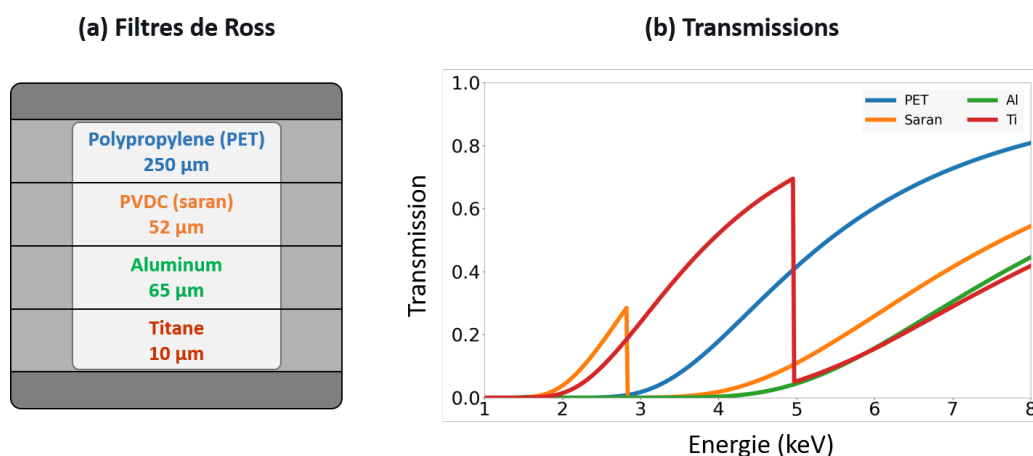 (a) Filtres de Ross
Polypropylene (PET)
250 μm
PVDC (saran)
52 μm
Aluminum
65 μm
Titane
10 μm
(b) Transmissions
1.0
0.8
0.6
0.4
0.2
0.0
Transmission
PET
Saran
Al
Ti
1 2 3 4 5 6 7 8
Energie (keV)